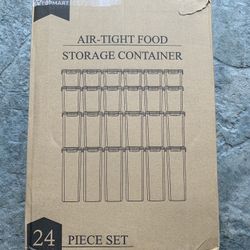 AIR-TIGHT FOOD
STORAGE CONTAINER
24 PIECE SET